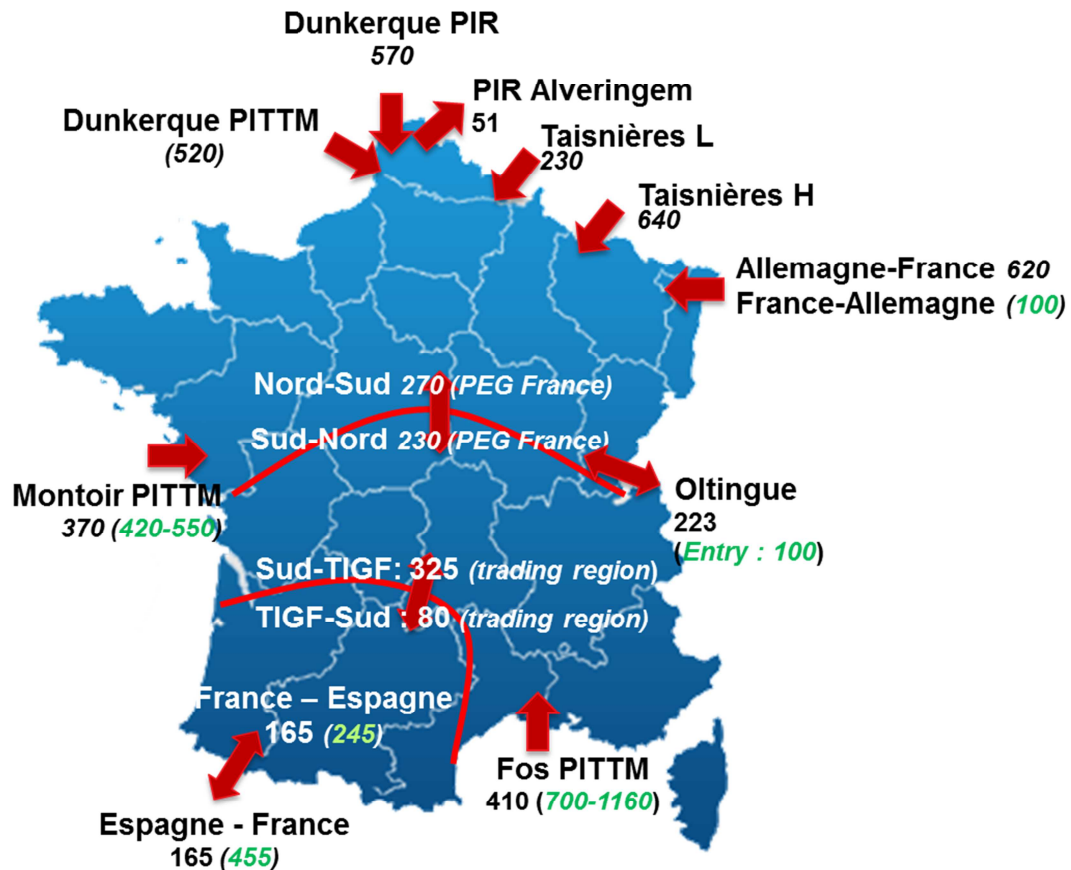 Dunkerque PIR
570
PIR Alveringem
51
Dunkerque PITTM
(520)
Taisnières L
230
Taisnières H
640
Allemagne-France 620
France-Allemagne (100)
Nord-Sud 270 (PEG France)
Sud-Nord 230 (PEG France)
Montoir PITTM
370 (420-550)
Oltingue
223
(Entry : 100)
Sud-TIGF: 325 (trading region)
TIGF-Sud : 80 (trading region)
France – Espagne
165 (245)
Fos PITTM
410 (700-1160)
Espagne - France
165 (455)